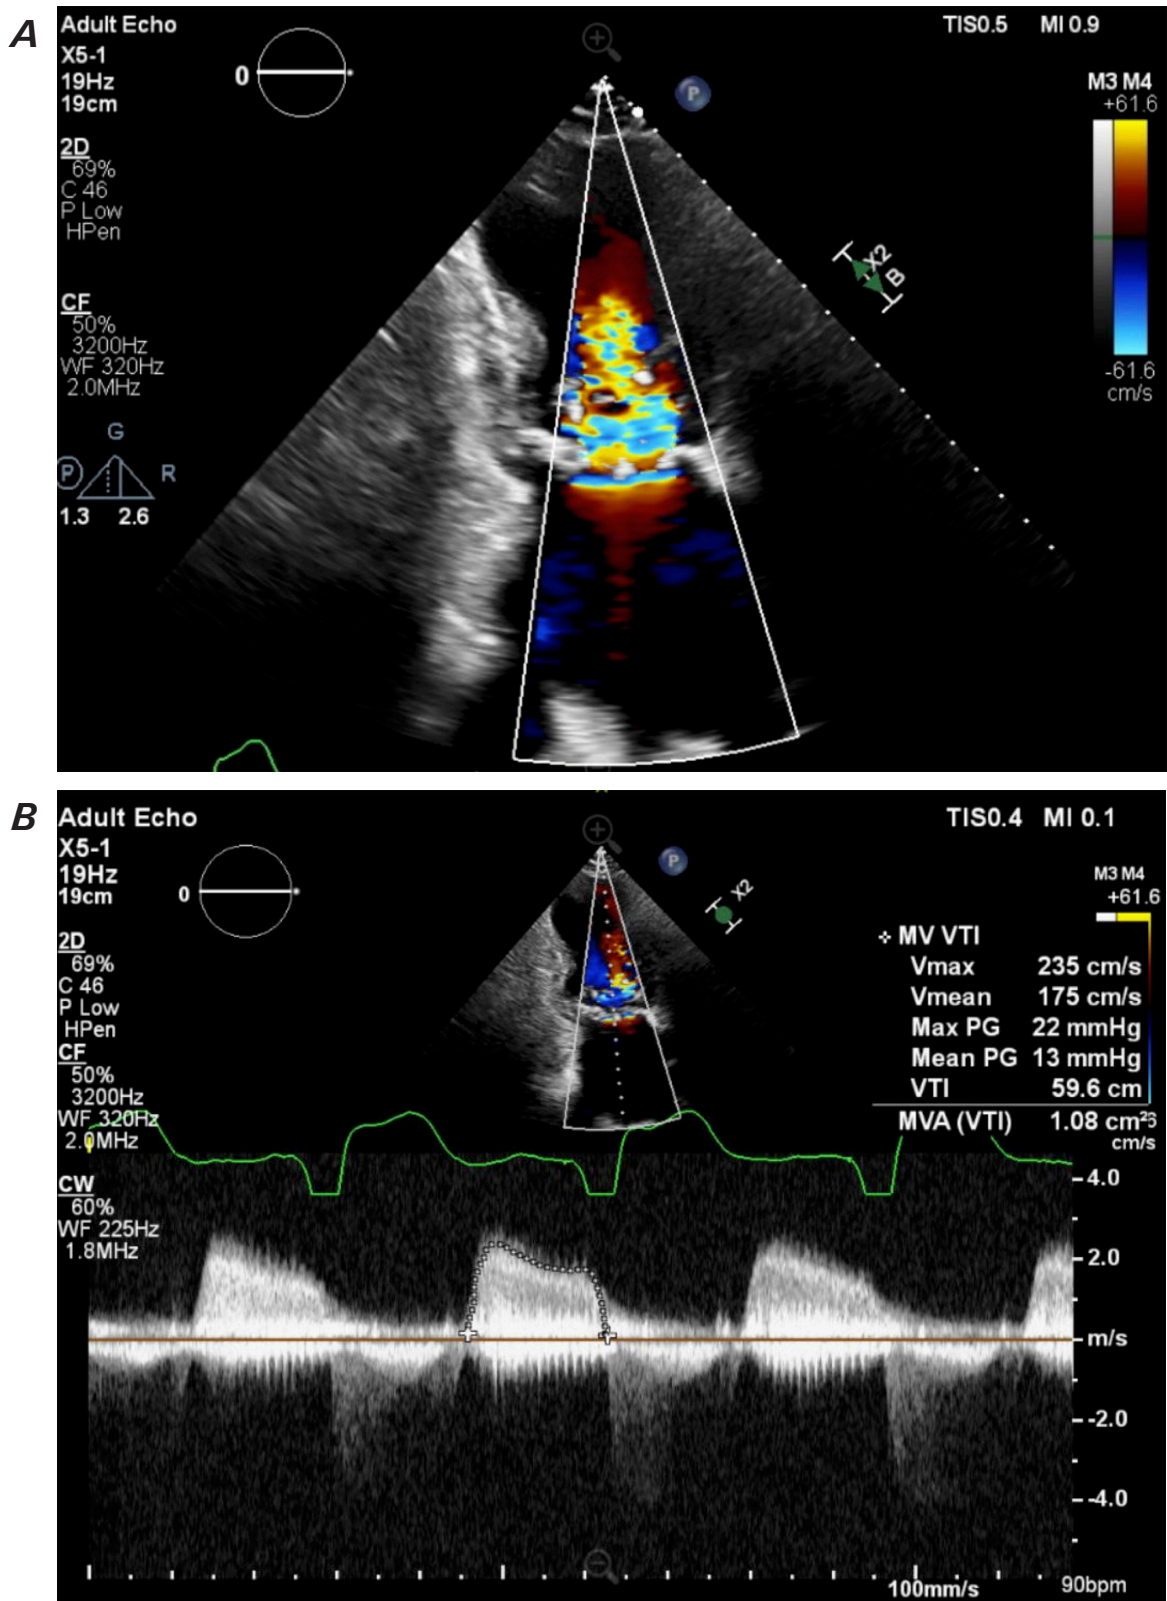 A
Adult Echo
TIS0.5 MI 0.9
X5-1
19Hz
19cm
0
P
M3 M4
+61.6
2D
69%
C 46
P Low
HPen
X2
B
CF
50%
3200Hz
WF 320Hz
2.0MHz
-61.6
cm/s
G
P R
1.3 2.6
B
Adult Echo
TIS0.4 MI 0.1
X5-1
19Hz
19cm
0
P
X2
M3 M4
+61.6
2D
69%
C 46
P Low
HPen
MV VTI
Vmax 235 cm/s
Vmean 175 cm/s
Max PG 22 mmHg
Mean PG 13 mmHg
VTI 59.6 cm
MVA (VTI) 1.08 cm²
cm/s
CF
50%
3200Hz
WF 320Hz
2.0MHz
CW
60%
WF 225Hz
1.8MHz
4.0
2.0
m/s
-2.0
-4.0
100mm/s
90bpm